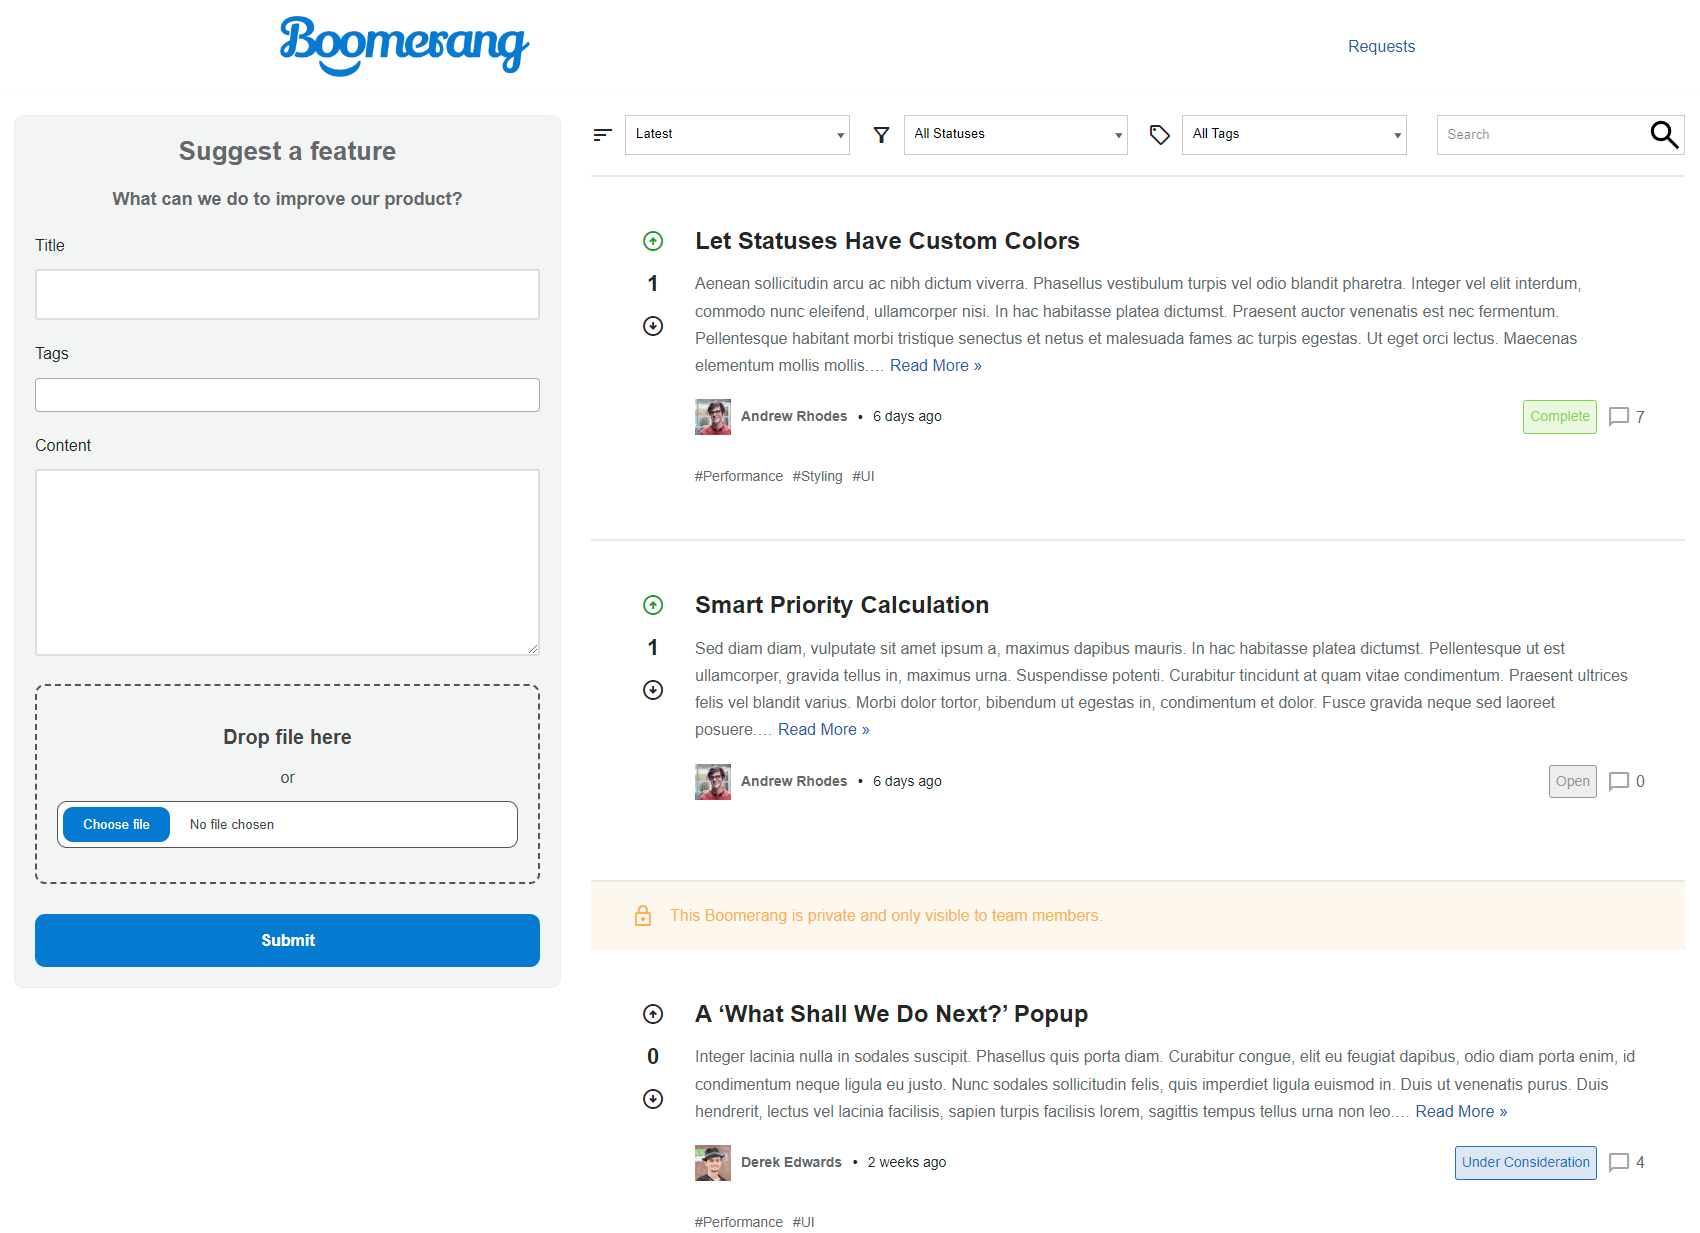 Boomerang
Requests
Suggest a feature
What can we do to improve our product?
Title
Tags
Content
Drop file here
or
Choose file No file chosen
Submit
Latest
All Statuses
All Tags
Search
Let Statuses Have Custom Colors
1
Aenean sollicitudin arcu ac nibh dictum viverra. Phasellus vestibulum turpis vel odio blandit pharetra. Integer vel elit interdum,
commodo nunc eleifend, ullamcorper nisi. In hac habitasse platea dictumst. Praesent auctor venenatis est nec fermentum.
Pellentesque habitant morbi tristique senectus et netus et malesuada fames ac turpis egestas. Ut eget orci lectus. Maecenas
elementum mollis mollis.… Read More »
Andrew Rhodes • 6 days ago
Complete 7
#Performance #Styling #UI
Smart Priority Calculation
1
Sed diam diam, vulputate sit amet ipsum a, maximus dapibus mauris. In hac habitasse platea dictumst. Pellentesque ut est
ullamcorper, gravida tellus in, maximus urna. Suspendisse potenti. Curabitur tincidunt at quam vitae condimentum. Praesent ultrices
felis vel blandit varius. Morbi dolor tortor, bibendum ut egestas in, condimentum et dolor. Fusce gravida neque sed laoreet
posuere.… Read More »
Andrew Rhodes • 6 days ago
Open 0
This Boomerang is private and only visible to team members.
A ‘What Shall We Do Next?’ Popup
0
Integer lacinia nulla in sodales suscipit. Phasellus quis porta diam. Curabitur congue, elit eu feugiat dapibus, odio diam porta enim, id
condimentum neque ligula eu justo. Nunc sodales sollicitudin felis, quis imperdiet ligula euismod in. Duis ut venenatis purus. Duis
hendrerit, lectus vel lacinia facilisis, sapien turpis facilisis lorem, sagittis tempus tellus urna non leo.… Read More »
Derek Edwards • 2 weeks ago
Under Consideration 4
#Performance #UI